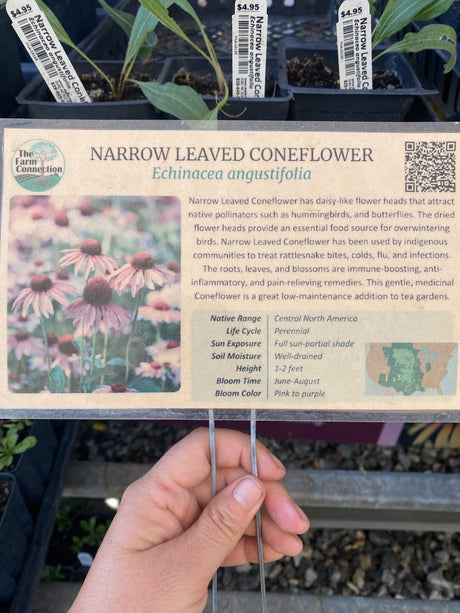 $4.95
Narrow Leaved Cone
Echinacea angustifolia
$4.95
Narrow Leaved
Echinacea angustifolia
$4.95
Narrow Leaved
Echinacea angustifolia
The Farm
Connection
NARROW LEAVED CONEFLOWER
Echinacea angustifolia
Narrow Leaved Coneflower has daisy-like flower heads that attract
native pollinators such as hummingbirds, and butterflies. The dried
flower heads provide an essential food source for overwintering
birds. Narrow Leaved Coneflower has been used by indigenous
communities to treat rattlesnake bites, colds, flu, and infections.
The roots, leaves, and blossoms are immune-boosting, anti-
inflammatory, and pain-relieving remedies. This gentle, medicinal
Coneflower is a great low-maintenance addition to tea gardens.
Native Range Central North America
Life Cycle Perennial
Sun Exposure Full sun-partial shade
Soil Moisture Well-drained
Height 1-2 feet
Bloom Time June-August
Bloom Color Pink to purple